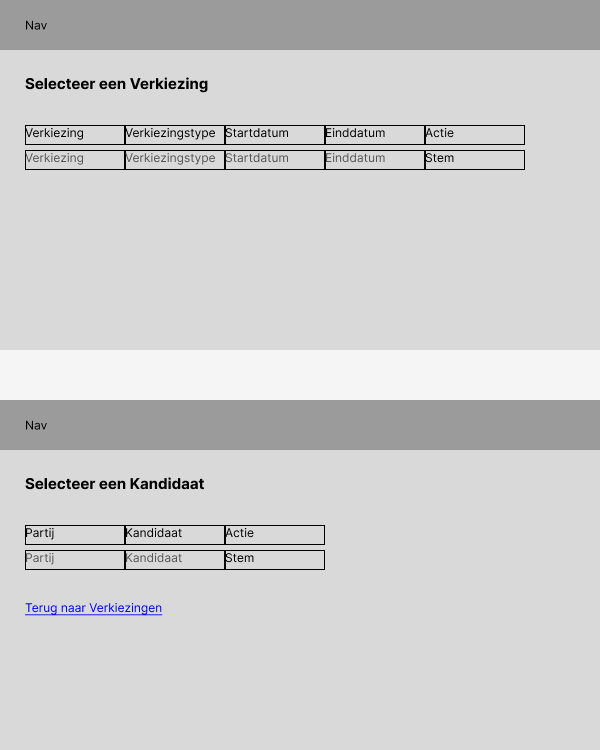 Nav
Selecteer een Verkiezing
Verkiezing Verkiezingstype Startdatum Einddatum Actie
Verkiezing Verkiezingstype Startdatum Einddatum Stem
Nav
Selecteer een Kandidaat
Partij Kandidaat Actie
Partij Kandidaat Stem
Terug naar Verkiezingen